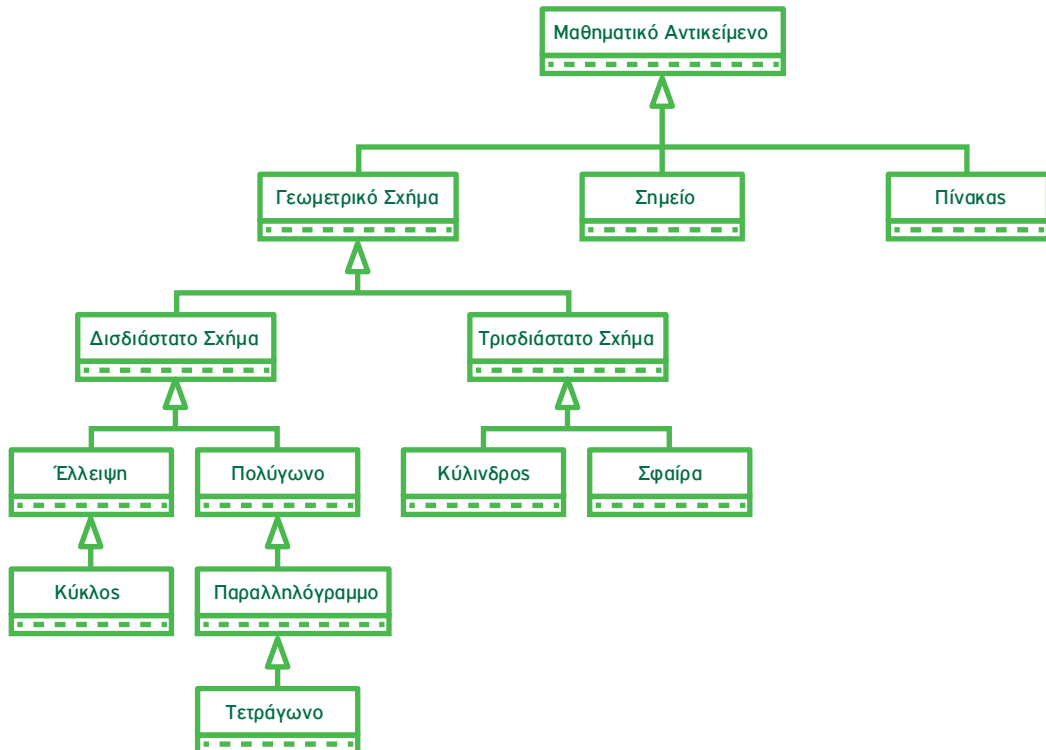 Μαθηματικό Αντικείμενο
Γεωμετρικό Σχήμα
Σημείο
Πίνακας
Δισδιάστατο Σχήμα
Τρισδιάστατο Σχήμα
Έλλειψη
Πολύγωνο
Κύλινδρος
Σφαίρα
Κύκλος
Παραλληλόγραμμο
Τετράγωνο